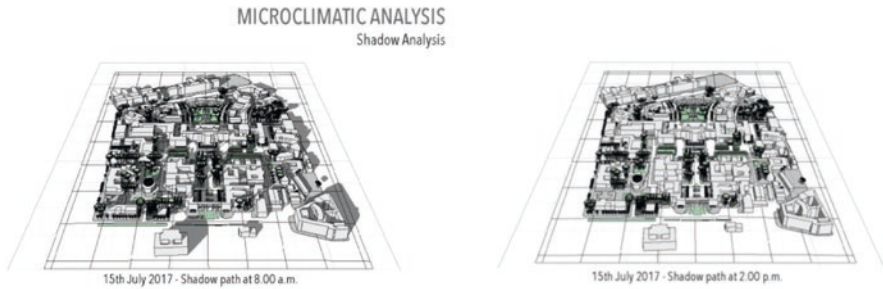 MICROCLIMATIC ANALYSIS
Shadow Analysis
15th July 2017 - Shadow path at 8.00 a.m.
15th July 2017 - Shadow path at 2.00 p.m.